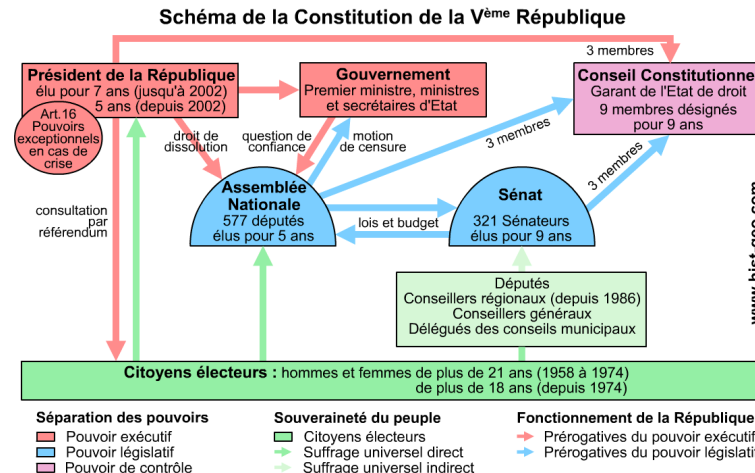 Schéma de la Constitution de la Vème République
3 membres
Président de la République
élu pour 7 ans (jusqu'à 2002)
5 ans (depuis 2002)
Gouvernement
Premier ministre, ministres
et secrétaires d'Etat
Conseil Constitutionne
Garant de l'Etat de droit
9 membres désignés
pour 9 ans
Art.16
Pouvoirs
exceptionnels
en cas de
crise
droit de
dissolution
question de
confiance
motion
de censure
3 membres
3 membres
consultation
par
référendum
Assemblée
Nationale
577 députés
élus pour 5 ans
lois et budget
Sénat
321 Sénateurs
élus pour 9 ans
Députés
Conseillers régionaux (depuis 1986)
Conseillers généraux
Délégués des conseils municipaux
Citoyens électeurs : hommes et femmes de plus de 21 ans (1958 à 1974)
de plus de 18 ans (depuis 1974)
Séparation des pouvoirs
Pouvoir exécutif
Pouvoir législatif
Pouvoir de contrôle
Souveraineté du peuple
Citoyens électeurs
Suffrage universel direct
Suffrage universel indirect
Fonctionnement de la République
Prérogatives du pouvoir exécutif
Prérogatives du pouvoir législatif